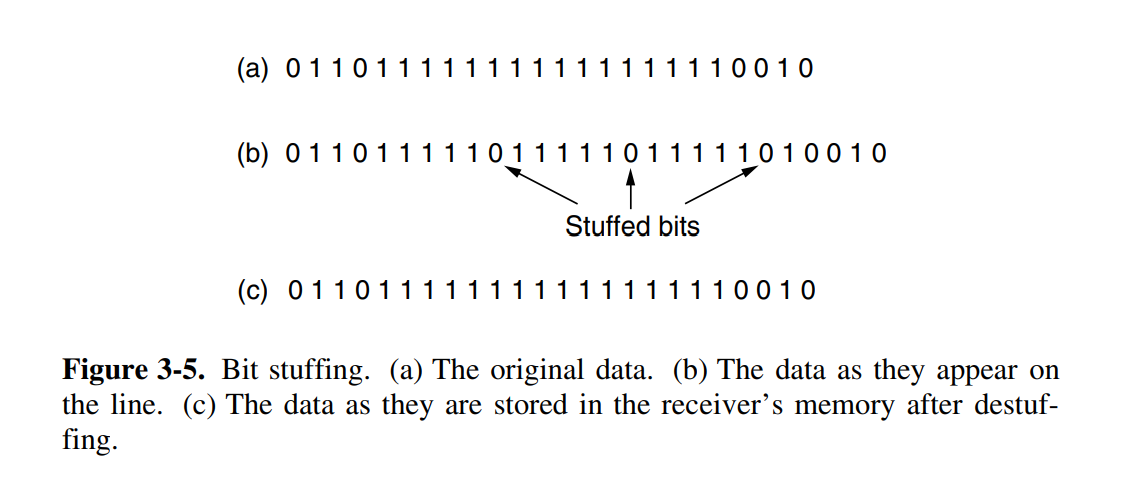 (a) 0 1 1 0 1 1 1 1 1 1 1 1 1 1 1 1 1 1 1 1 0 0 1 0
(b) 0 1 1 0 1 1 1 1 1 0 1 1 1 1 1 0 1 1 1 1 1 0 1 0 0 1 0
Stuffed bits
(c) 0 1 1 0 1 1 1 1 1 1 1 1 1 1 1 1 1 1 1 1 0 0 1 0
Figure 3-5. Bit stuffing. (a) The original data. (b) The data as they appear on
the line. (c) The data as they are stored in the receiver’s memory after destuf-
fing.